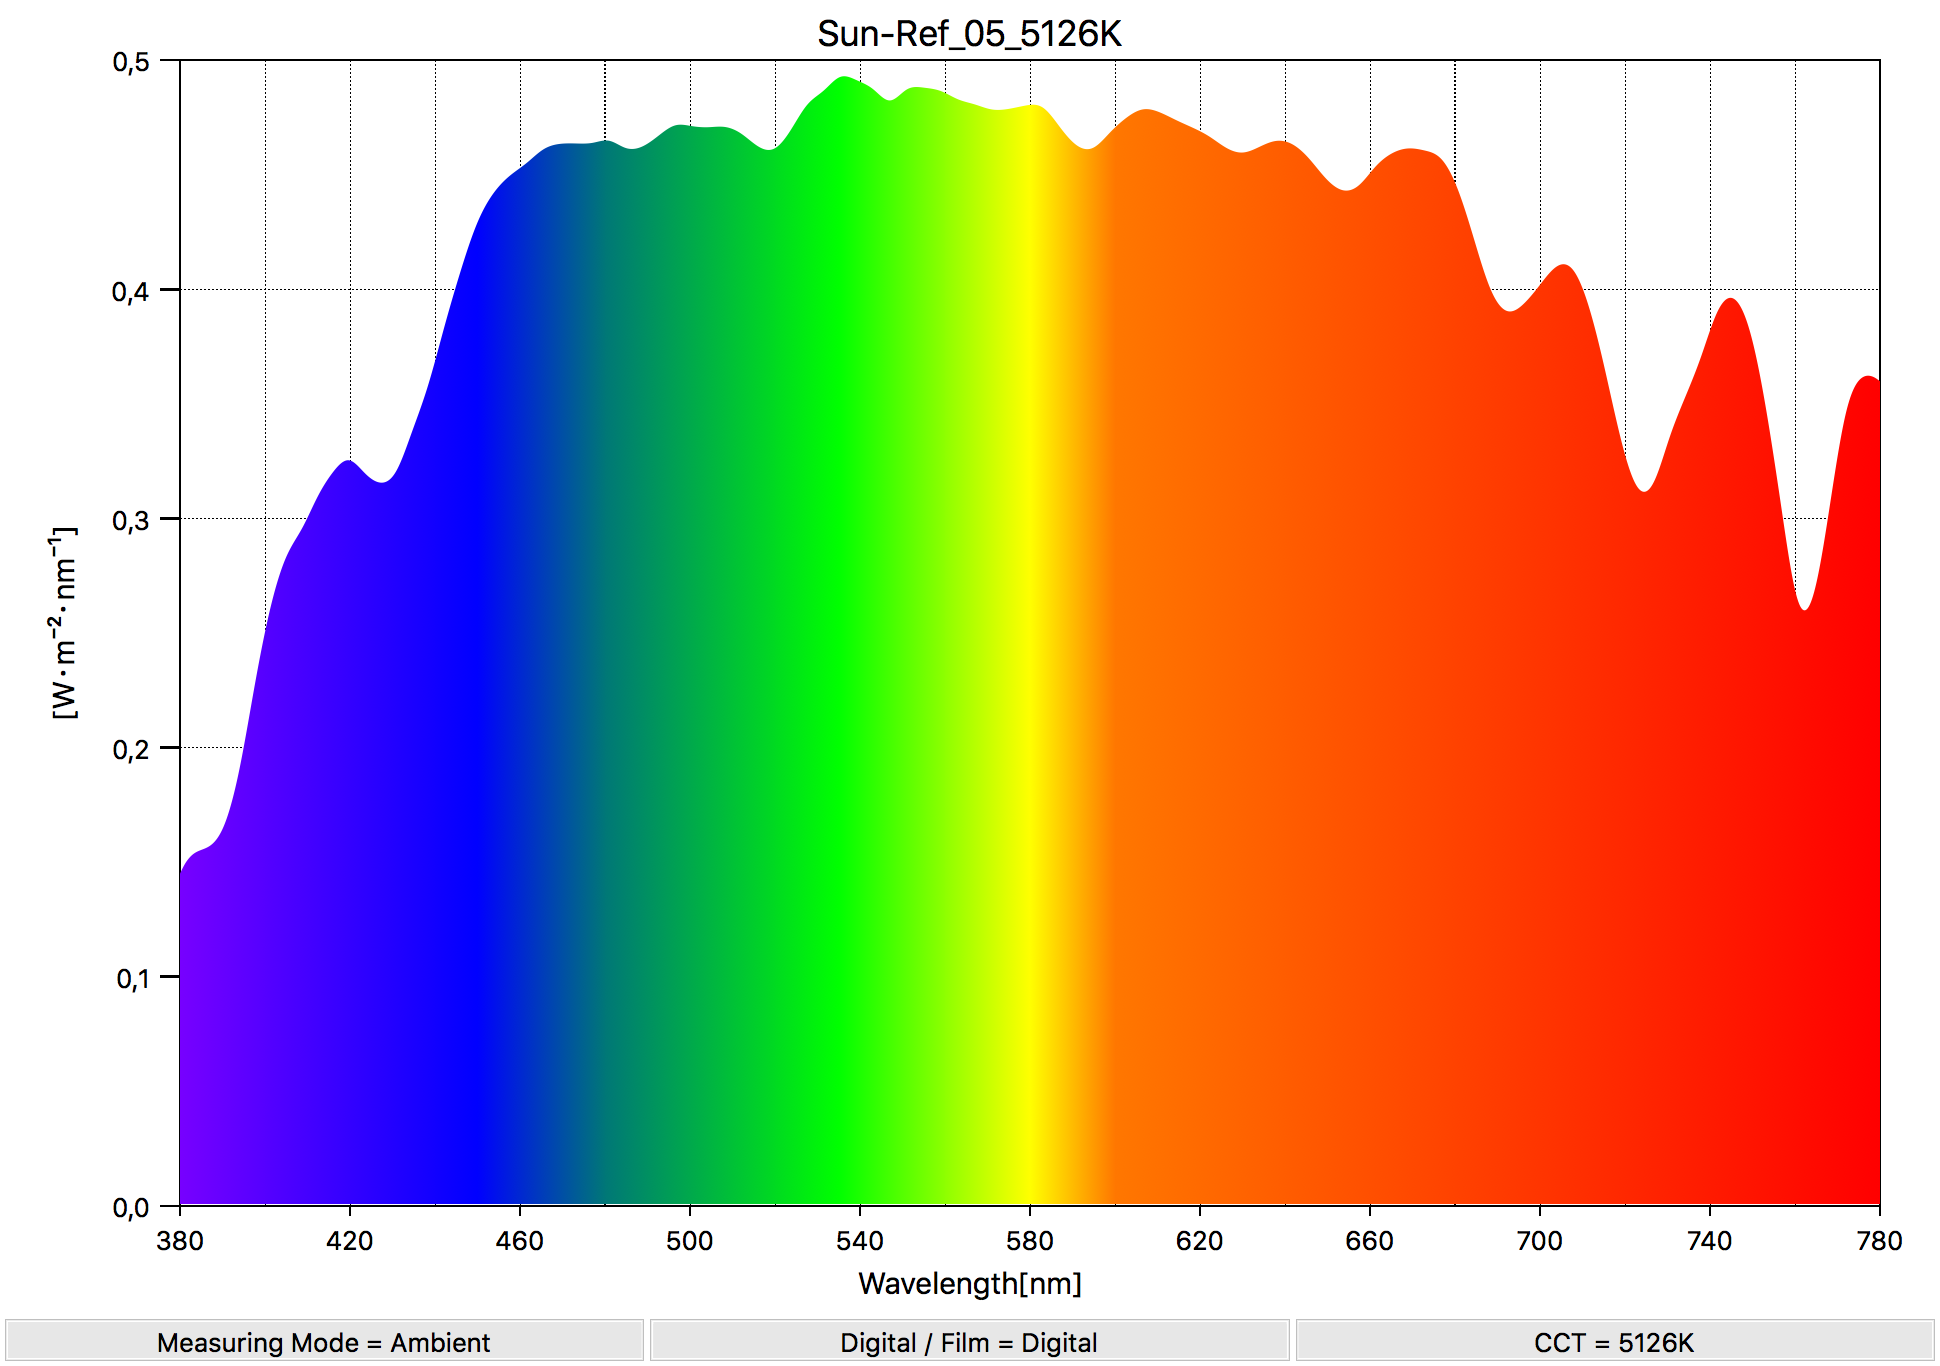 Sun-Ref_05_5126K
0,5
0,4
0,3
0,2
0,1
0,0
[W·m⁻²·nm⁻¹]
380 420 460 500 540 580 620 660 700 740 780
Wavelength[nm]
Measuring Mode = Ambient
Digital / Film = Digital
CCT = 5126K